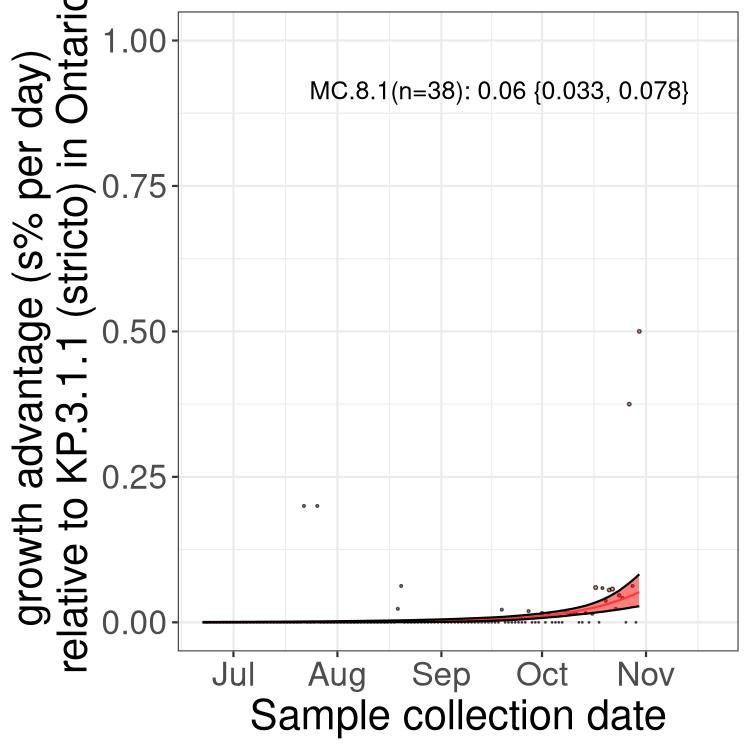 growth advantage (s% per day)
relative to KP.3.1.1 (stricto) in Ontario
1.00
0.75
0.50
0.25
0.00
MC.8.1(n=38): 0.06 {0.033, 0.078}
Jul Aug Sep Oct Nov
Sample collection date